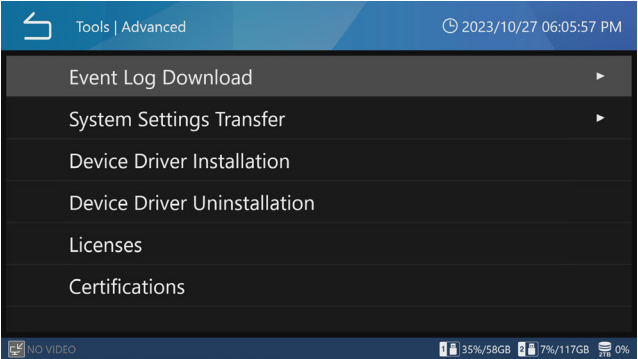 Tools | Advanced 2023/10/27 06:05:57 PM
Event Log Download
System Settings Transfer
Device Driver Installation
Device Driver Uninstallation
Licenses
Certifications
NO VIDEO 1 35%/58GB 2 7%/117GB 2TB 0%